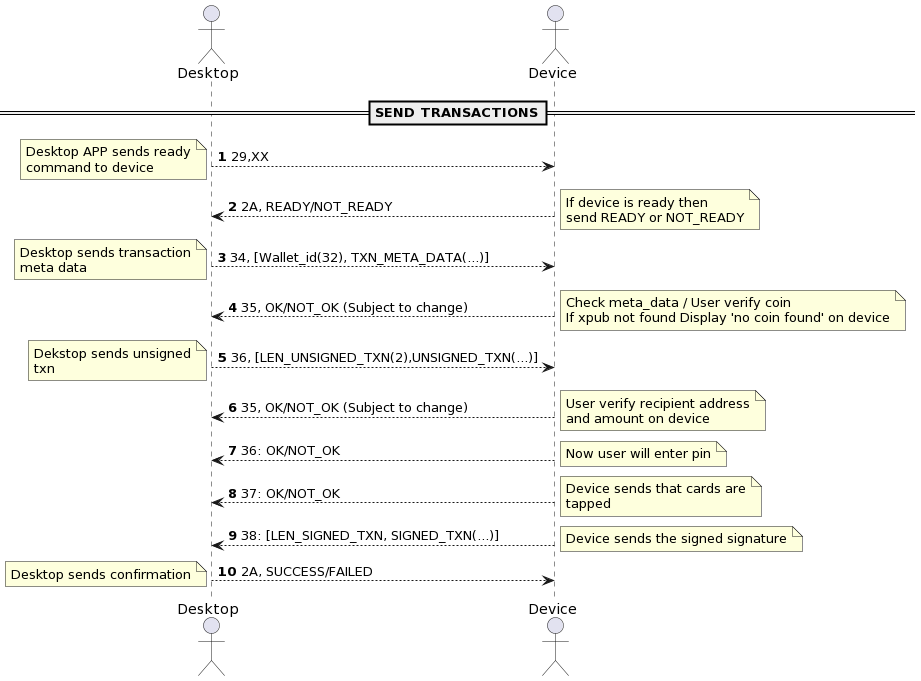 Desktop
Device
SEND TRANSACTIONS
Desktop APP sends ready
command to device
1 29,XX
2 2A, READY/NOT_READY
If device is ready then
send READY or NOT_READY
Desktop sends transaction
meta data
3 34, [Wallet_id(32), TXN_META_DATA(...)]
4 35, OK/NOT_OK (Subject to change)
Check meta_data / User verify coin
If xpub not found Display 'no coin found' on device
Dekstop sends unsigned
txn
5 36, [LEN_UNSIGNED_TXN(2),UNSIGNED_TXN(...)]
6 35, OK/NOT_OK (Subject to change)
User verify recipient address
and amount on device
7 36: OK/NOT_OK
Now user will enter pin
8 37: OK/NOT_OK
Device sends that cards are
tapped
9 38: [LEN_SIGNED_TXN, SIGNED_TXN(...)]
Device sends the signed signature
Desktop sends confirmation
10 2A, SUCCESS/FAILED
Desktop
Device